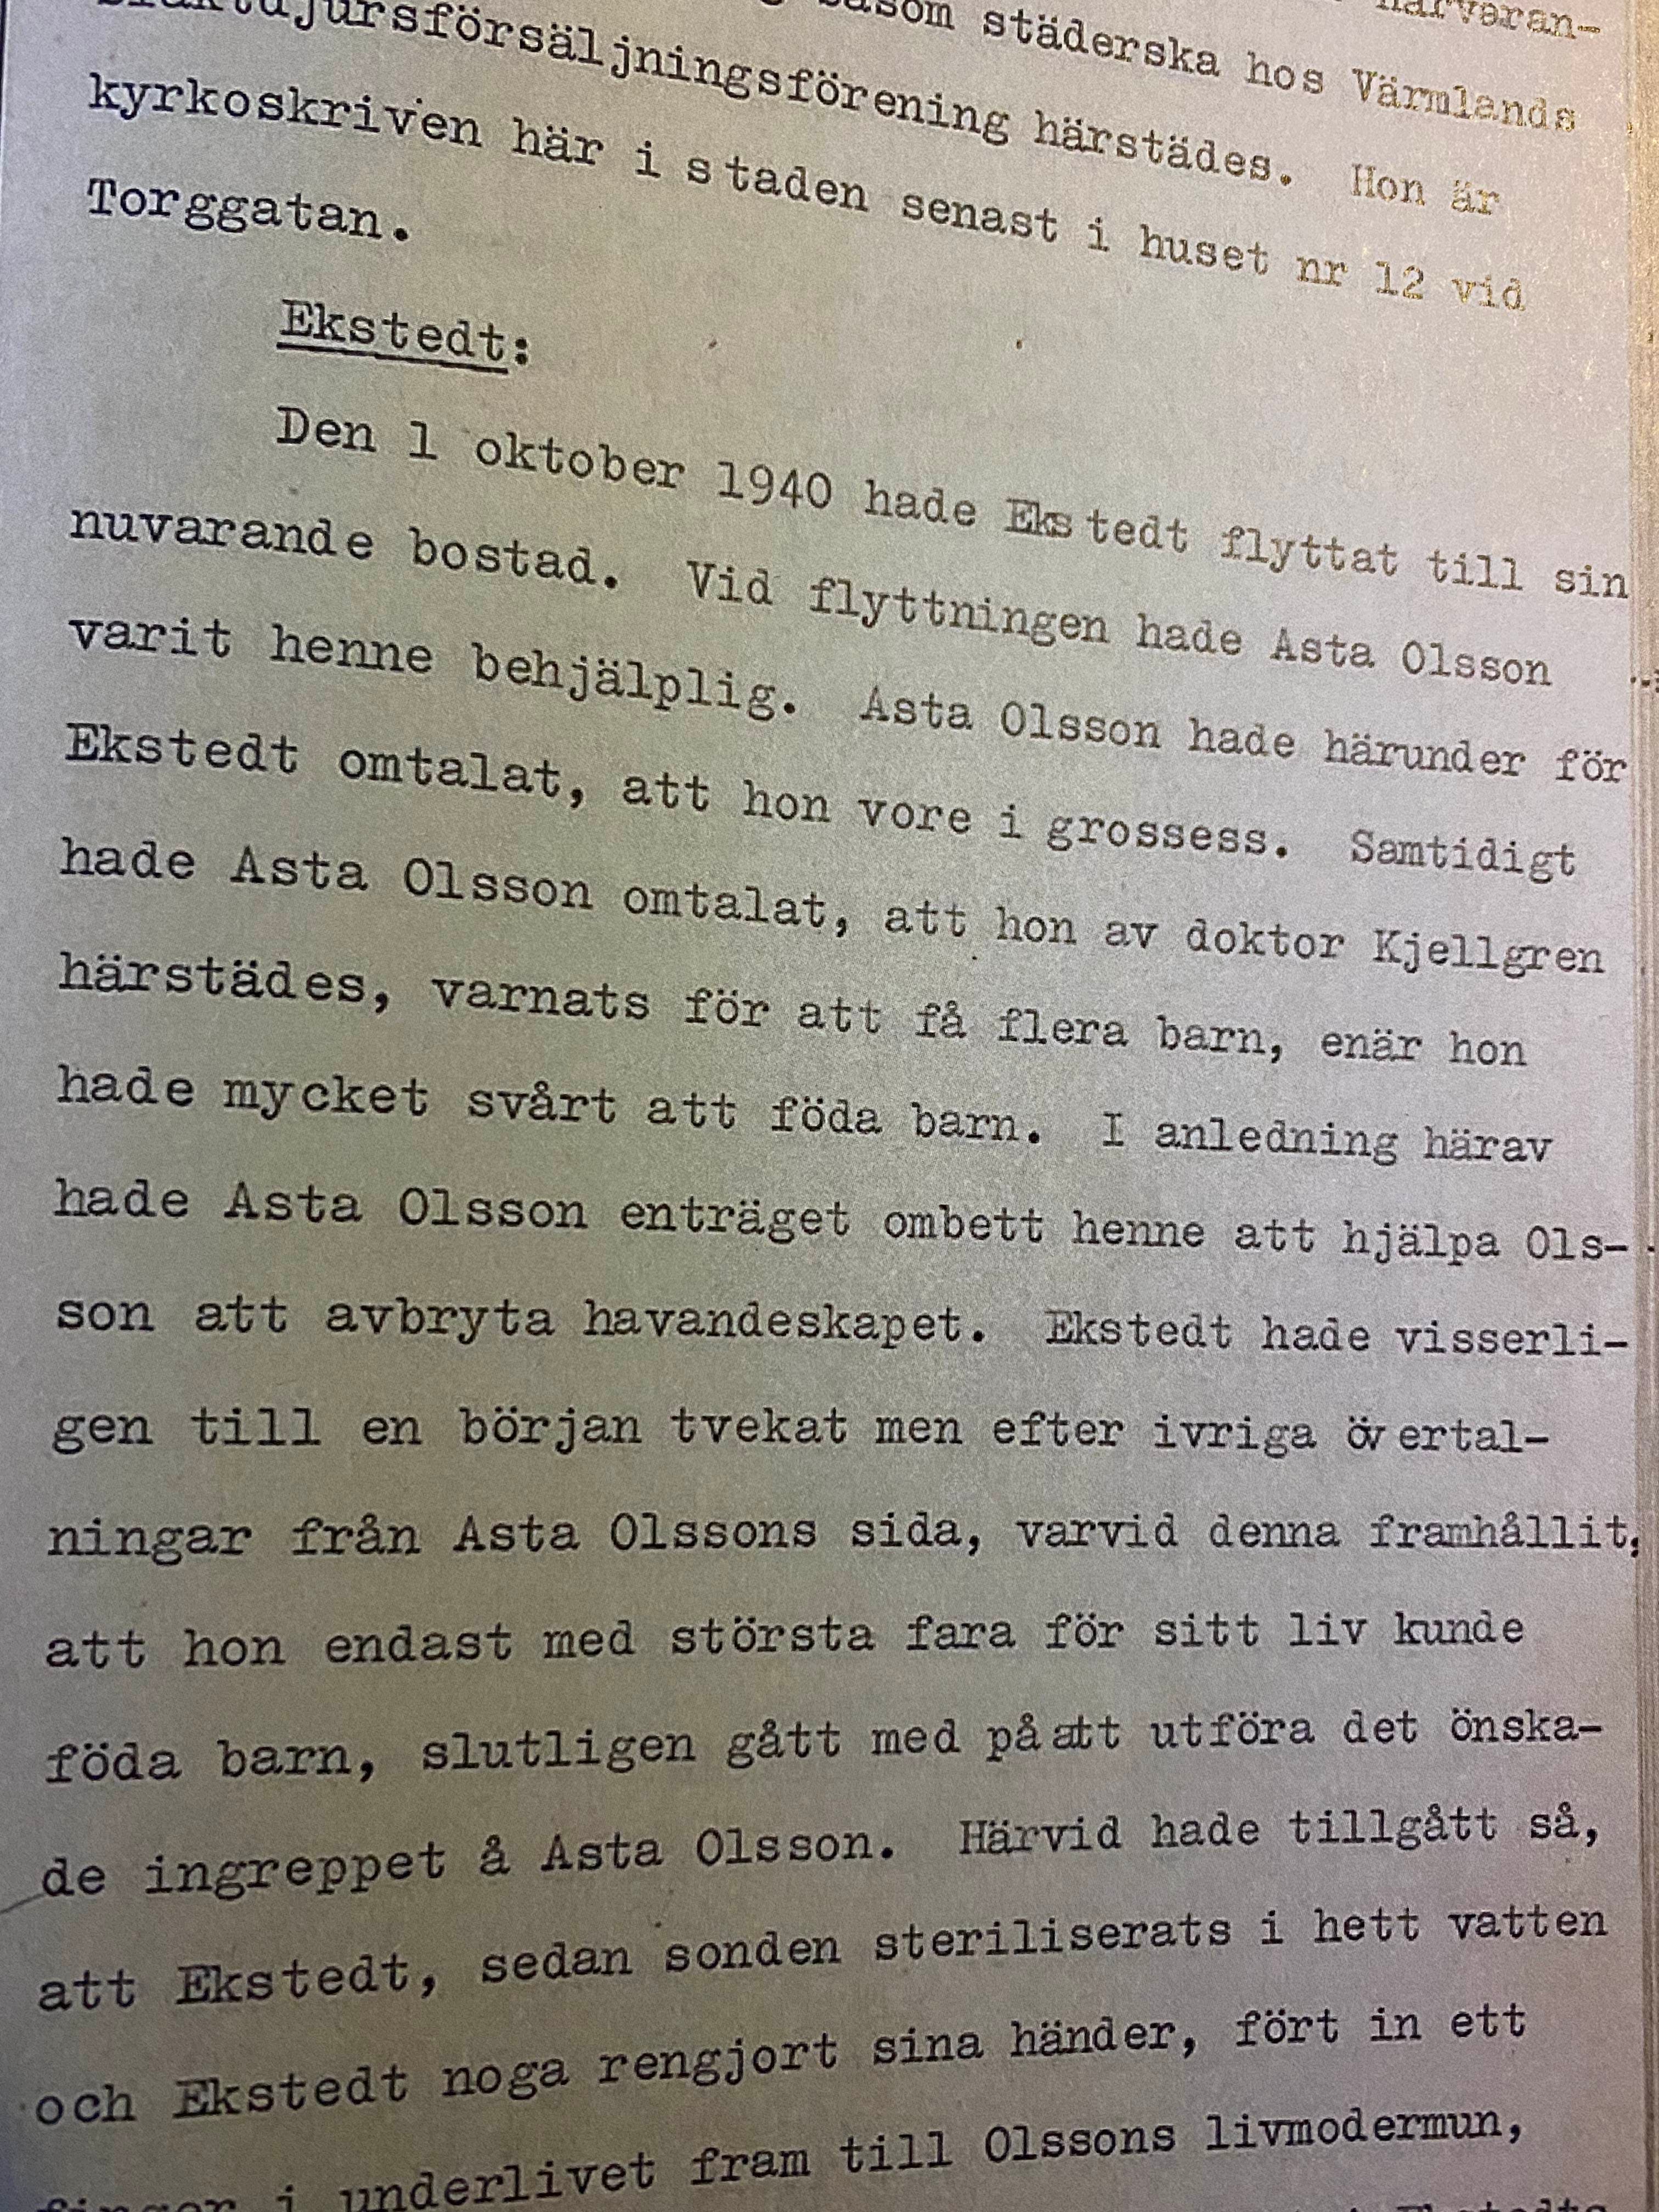 såsom städerska hos Värmlands
slaktdjursförsäljningsförening härstädes. Hon är
kyrkoskriven här i staden senast i huset nr 12 vid
Torggatan.
Ekstedt:
Den 1 oktober 1940 hade Ekstedt flyttat till sin
nuvarande bostad. Vid flyttningen hade Asta Olsson
varit henne behjälplig. Asta Olsson hade härunder för
Ekstedt omtalat, att hon vore i grossess. Samtidigt
hade Asta Olsson omtalat, att hon av doktor Kjellgren
härstädes, varnats för att få flera barn, enär hon
hade mycket svårt att föda barn. I anledning härav
hade Asta Olsson enträget ombett henne att hjälpa Ols-
son att avbryta havandeskapet. Ekstedt hade visserli-
gen till en början tvekat men efter ivriga övertal-
ningar från Asta Olssons sida, varvid denna framhållit,
att hon endast med största fara för sitt liv kunde
föda barn, slutligen gått med på att utföra det önska-
de ingreppet å Asta Olsson. Härvid hade tillgått så,
att Ekstedt, sedan sonden steriliserats i hett vatten
och Ekstedt noga rengjort sina händer, fört in ett
finger i underlivet fram till Olssons livmodermun,